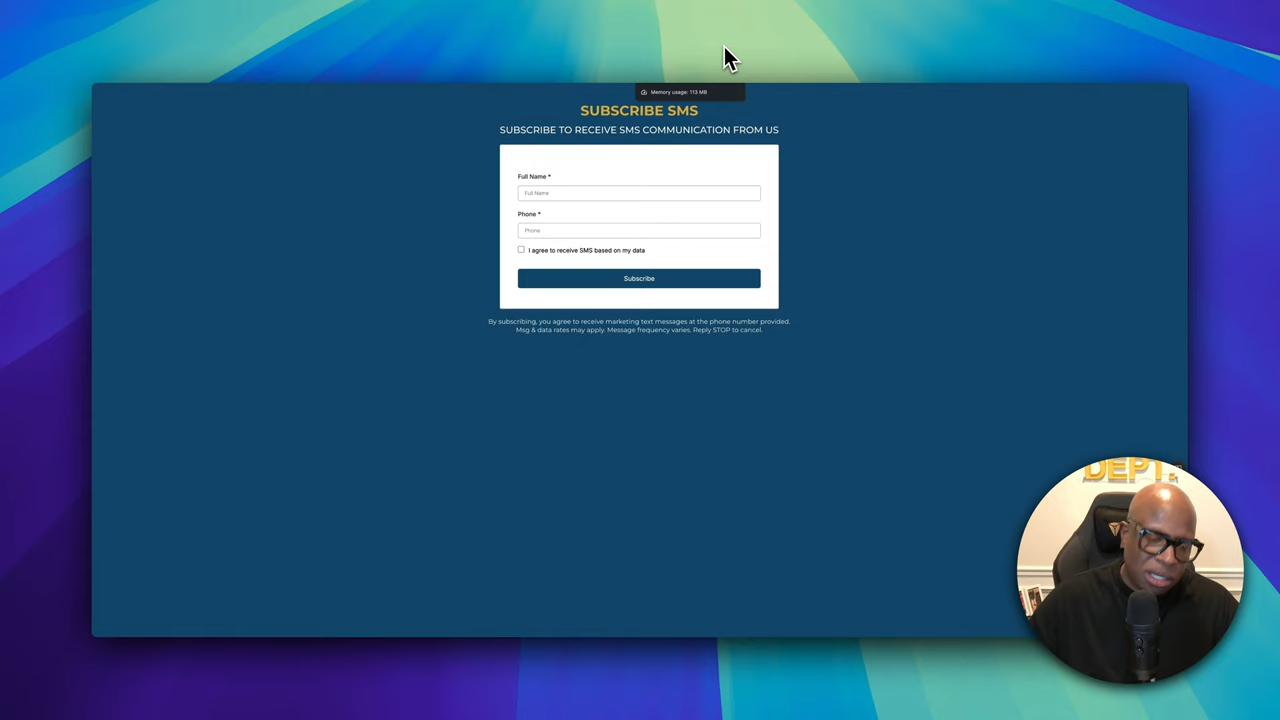 Memory usage: 113 MB
SUBSCRIBE SMS
SUBSCRIBE TO RECEIVE SMS COMMUNICATION FROM US
Full Name *
Full Name
Phone *
Phone
I agree to receive SMS based on my data
Subscribe
By subscribing, you agree to receive marketing text messages at the phone number provided.
Msg & data rates may apply. Message frequency varies. Reply STOP to cancel.
DEPT.